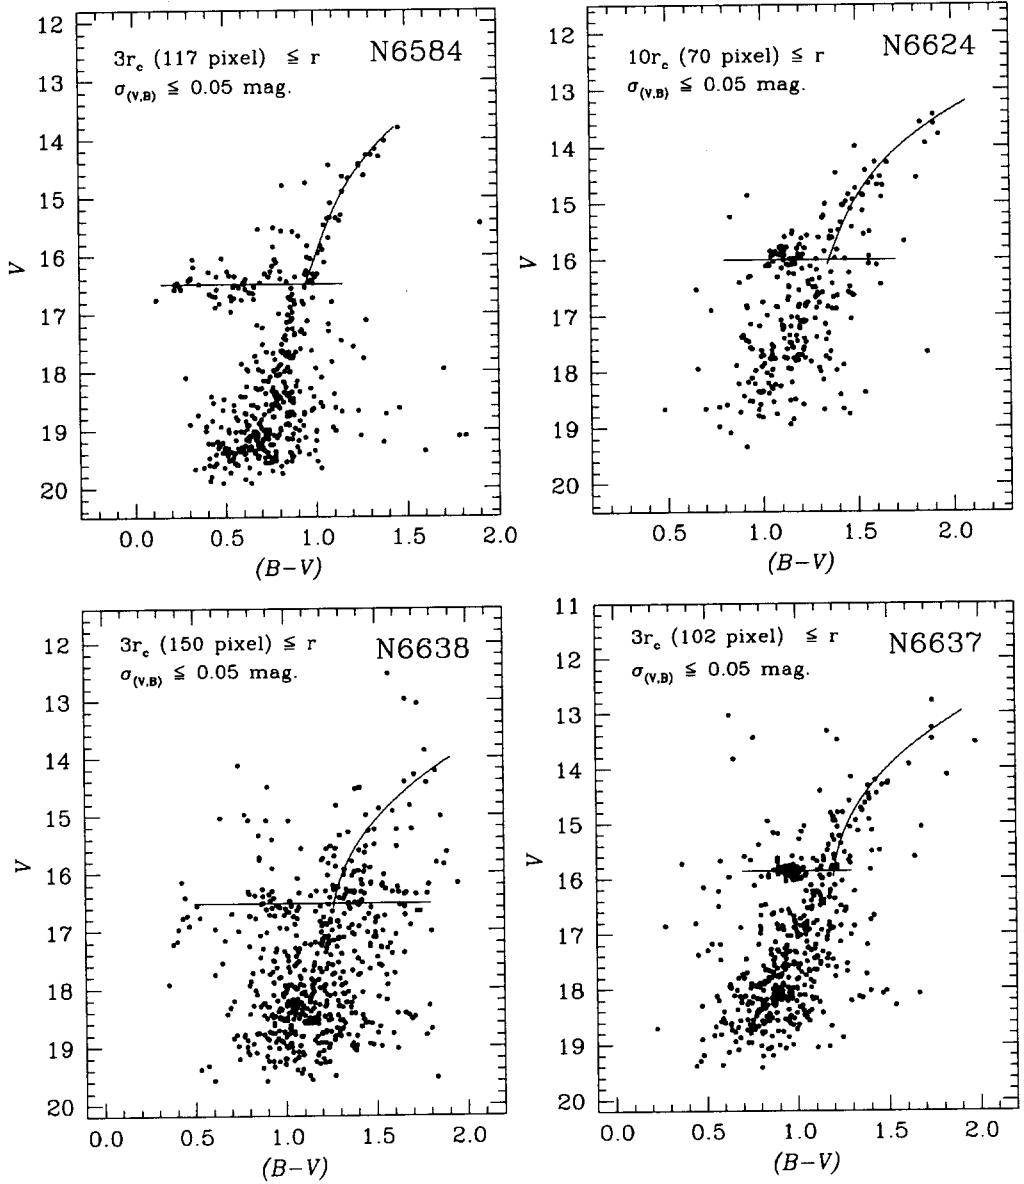 N6584
3r_c (117 pixel) ≦ r
σ_(V,B) ≦ 0.05 mag.
12
13
14
15
16
17
18
19
20
V
0.0 0.5 1.0 1.5 2.0
(B−V)
N6624
10r_c (70 pixel) ≦ r
σ_(V,B) ≦ 0.05 mag.
12
13
14
15
16
17
18
19
20
V
0.5 1.0 1.5 2.0
(B−V)
N6638
3r_c (150 pixel) ≦ r
σ_(V,B) ≦ 0.05 mag.
12
13
14
15
16
17
18
19
20
V
0.0 0.5 1.0 1.5 2.0
(B−V)
N6637
3r_c (102 pixel) ≦ r
σ_(V,B) ≦ 0.05 mag.
11
12
13
14
15
16
17
18
19
20
V
0.0 0.5 1.0 1.5 2.0
(B−V)